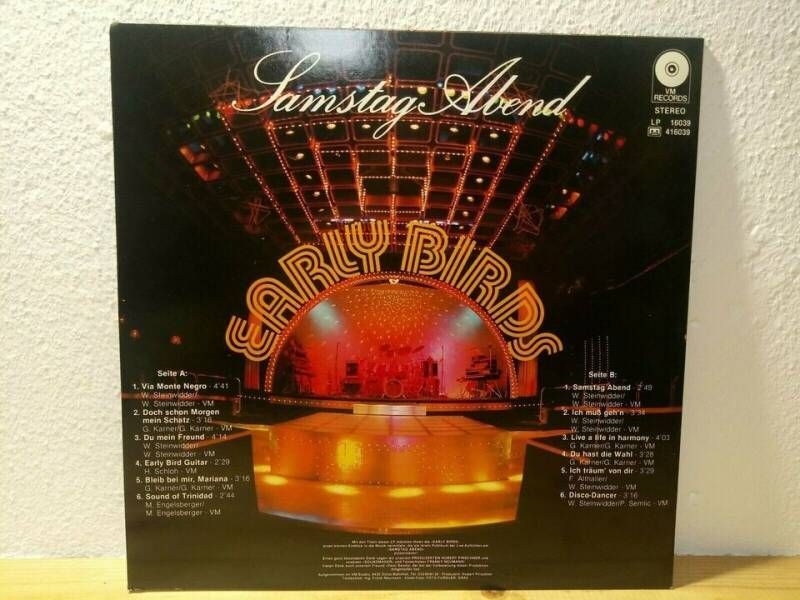 Samstag Abend
VM
RECORDS
STEREO
LP 16039
416039
EARLY BIRDS
Seite A:
1. Via Monte Negro - 4'41
W. Steinwidder/
W. Steinwidder - VM
2. Doch schon Morgen
mein Schatz - 3'16
G. Karner/G. Karner - VM
3. Du mein Freund - 4'14
W. Steinwidder/
W. Steinwidder - VM
4. Early Bird Guitar - 2'29
H. Schloh - VM
5. Bleib bei mir, Mariana - 3'16
G. Karner/G. Karner - VM
6. Sound of Trinidad - 2'44
M. Engelsberger/
M. Engelsberger - VM
Seite B:
1. Samstag Abend - 2'49
W. Steinwidder/
W. Steinwidder - VM
2. Ich muß geh'n - 3'34
W. Steinwidder/
W. Steinwidder - VM
3. Live a life in harmony - 4'03
G. Karner/G. Karner - VM
4. Du hast die Wahl - 3'28
G. Karner/G. Karner - VM
5. Ich träum' von dir - 3'29
W. Steinwidder - VM
6. Disco-Dancer - 3'16
W. Steinwidder/P. Semlic - VM